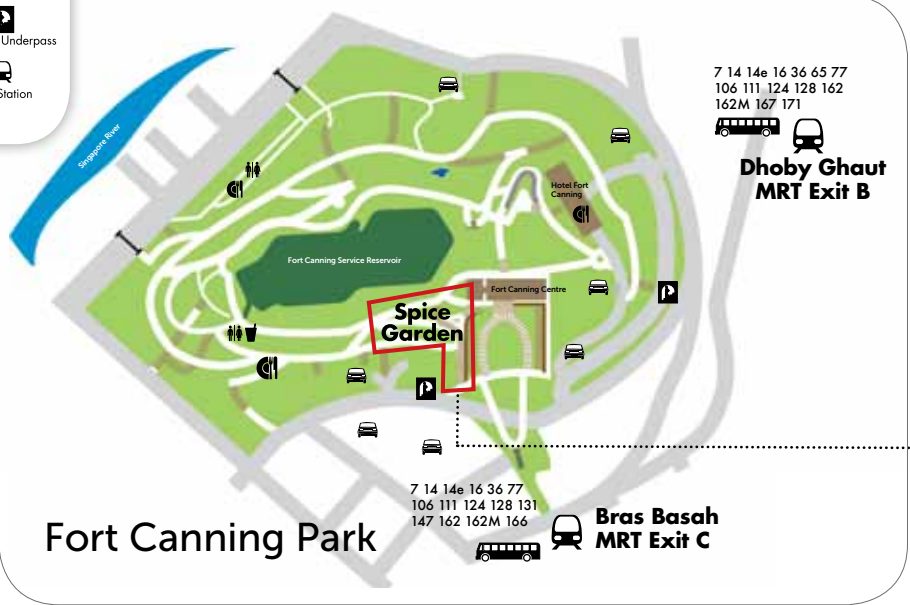 Underpass
Station
Singapore River
7 14 14e 16 36 65 77
106 111 124 128 162
162M 167 171
Dhoby Ghaut
MRT Exit B
Hotel Fort
Canning
Fort Canning Service Reservoir
Fort Canning Centre
Spice
Garden
7 14 14e 16 36 77
106 111 124 128 131
147 162 162M 166
Bras Basah
MRT Exit C
Fort Canning Park